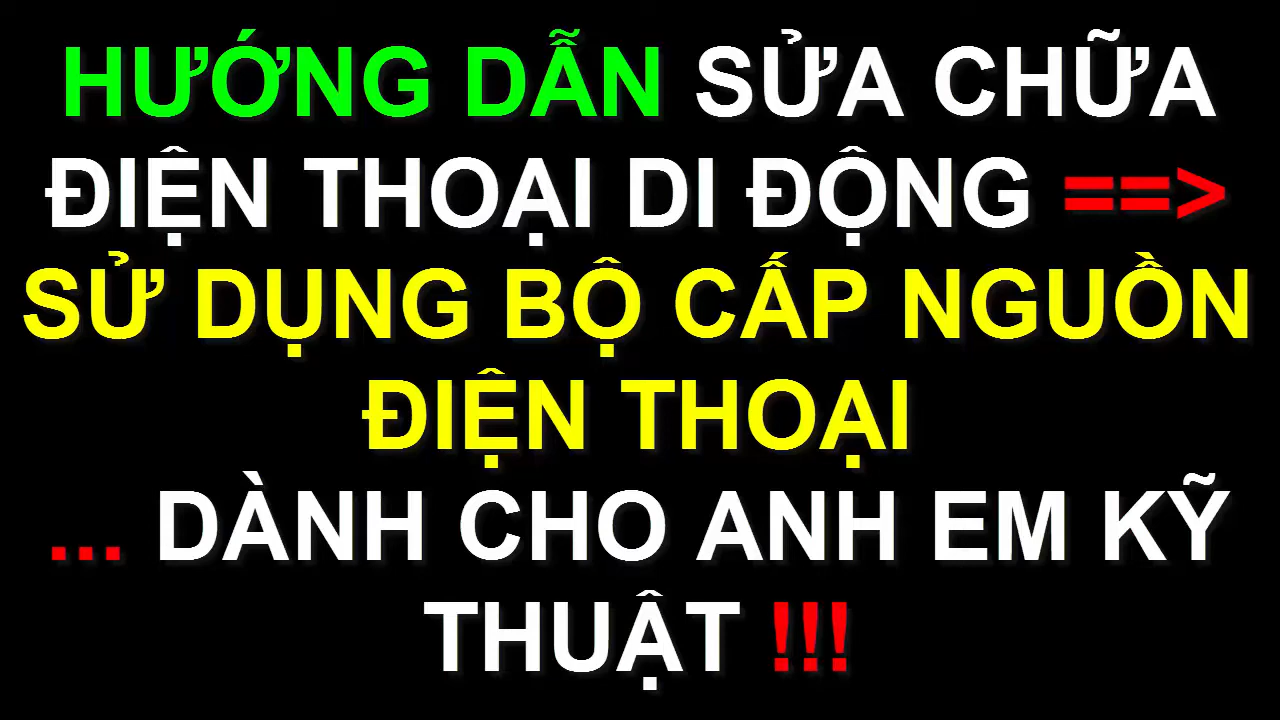 HƯỚNG DẪN SỬA CHỮA
ĐIỆN THOẠI DI ĐỘNG ==>
SỬ DỤNG BỘ CẤP NGUỒN
ĐIỆN THOẠI
... DÀNH CHO ANH EM KỸ
THUẬT !!!